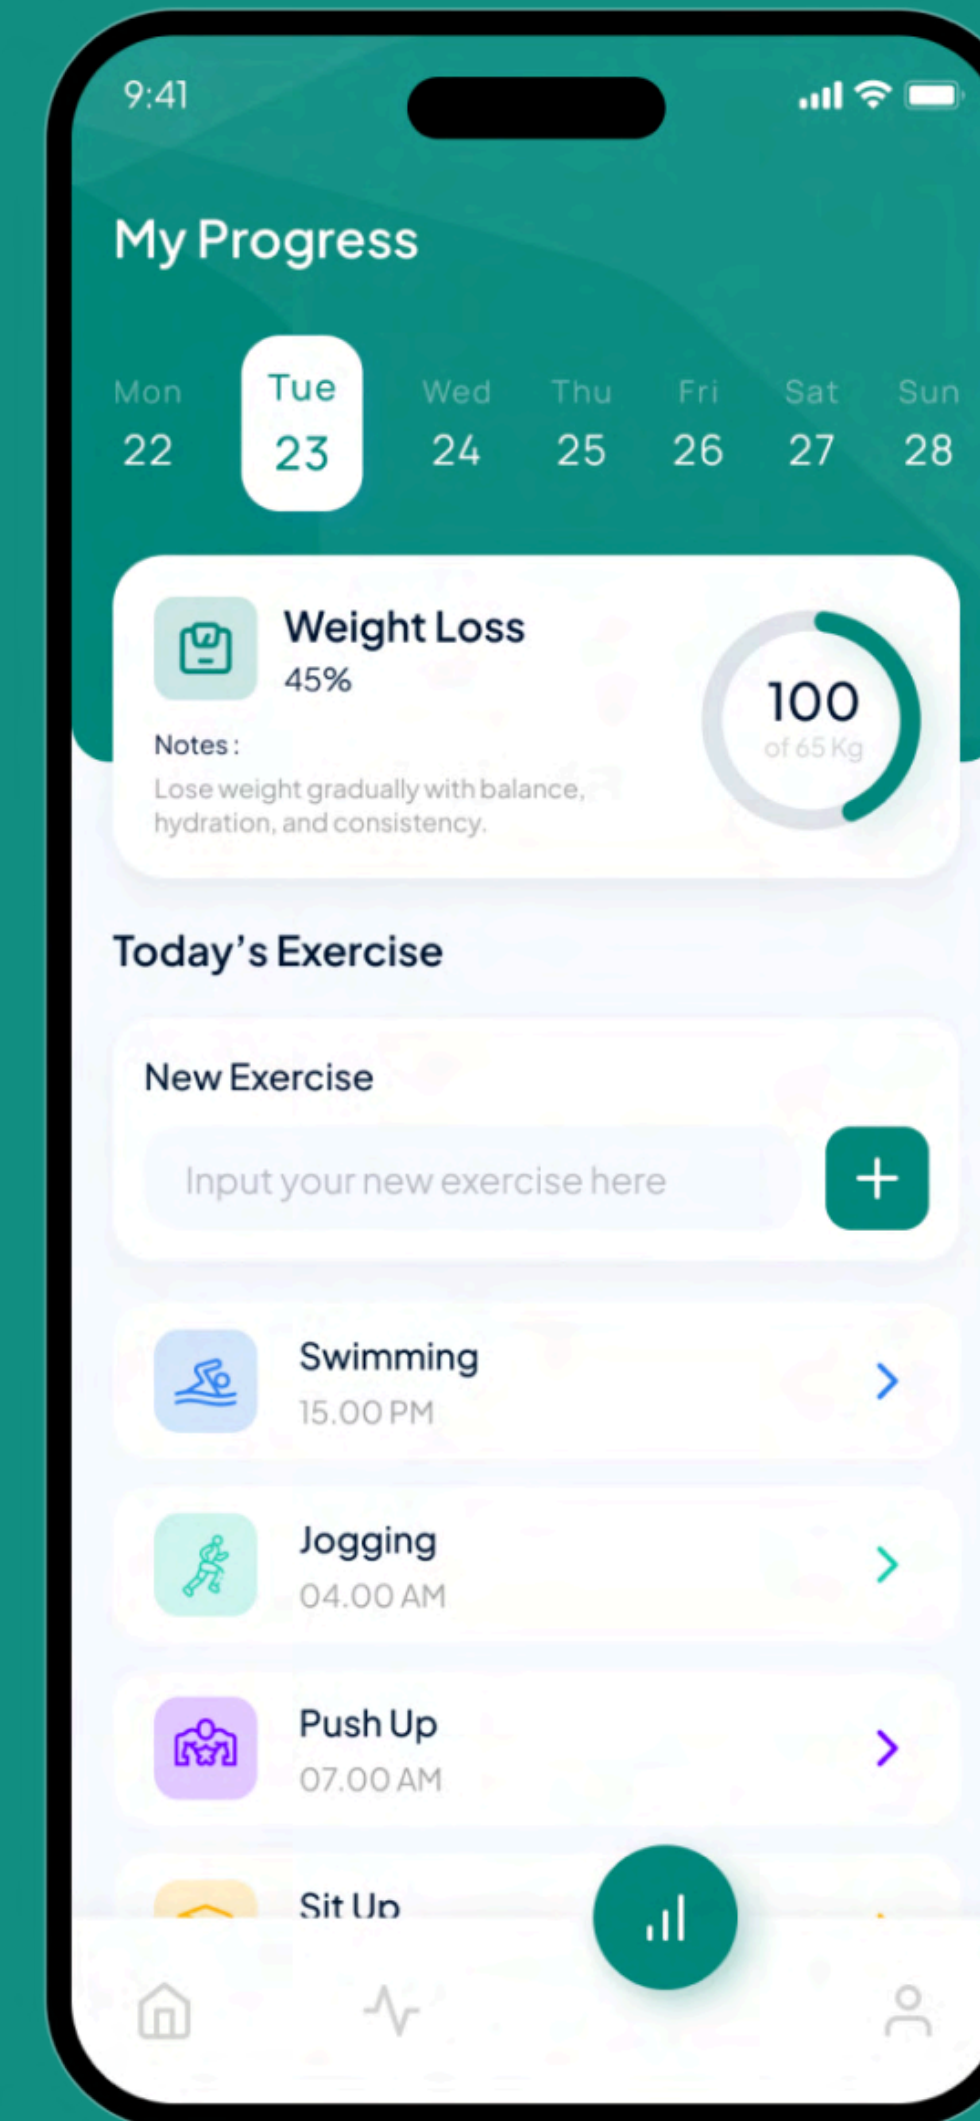 9:41
My Progress
Mon Tue Wed Thu Fri Sat Sun
22 23 24 25 26 27 28
Weight Loss
45%
100
of 65 Kg
Notes :
Lose weight gradually with balance,
hydration, and consistency.
Today's Exercise
New Exercise
Input your new exercise here
Swimming
15.00 PM
Jogging
04.00 AM
Push Up
07.00 AM
Sit Up